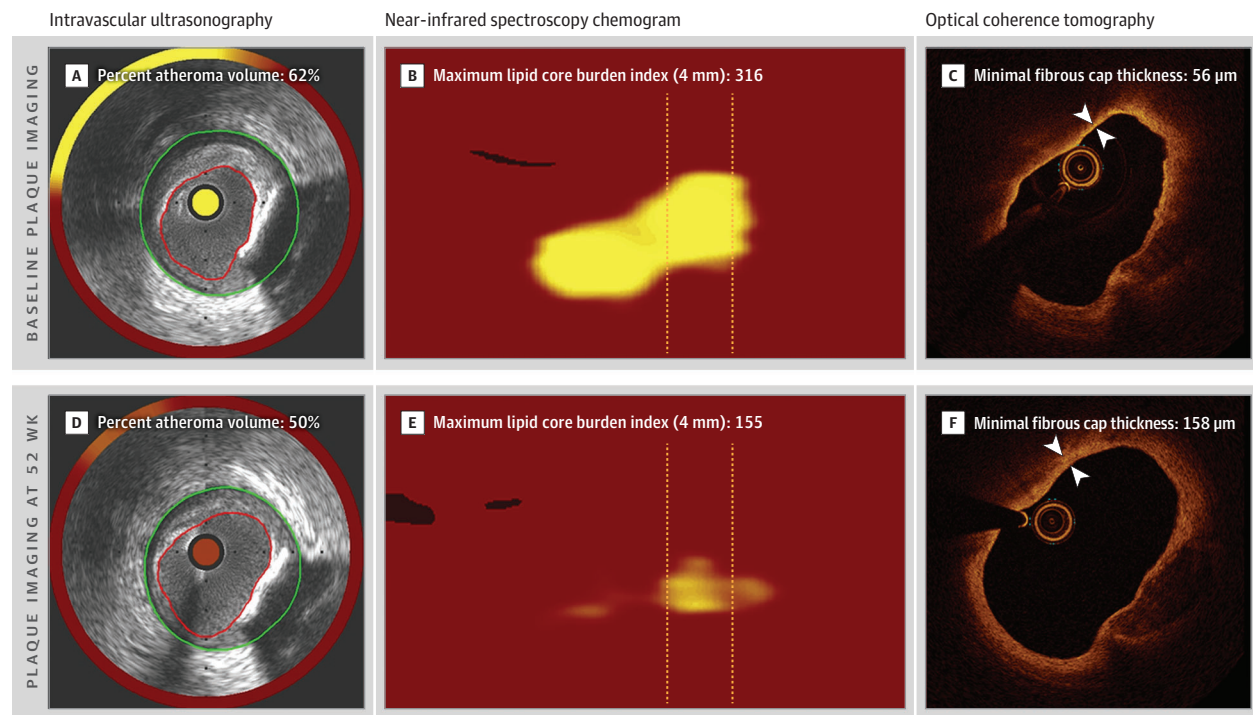 Intravascular ultrasonography
Near-infrared spectroscopy chemogram
Optical coherence tomography
BASELINE PLAQUE IMAGING
A Percent atheroma volume: 62%
B Maximum lipid core burden index (4 mm): 316
C Minimal fibrous cap thickness: 56 μm
PLAQUE IMAGING AT 52 WK
D Percent atheroma volume: 50%
E Maximum lipid core burden index (4 mm): 155
F Minimal fibrous cap thickness: 158 μm